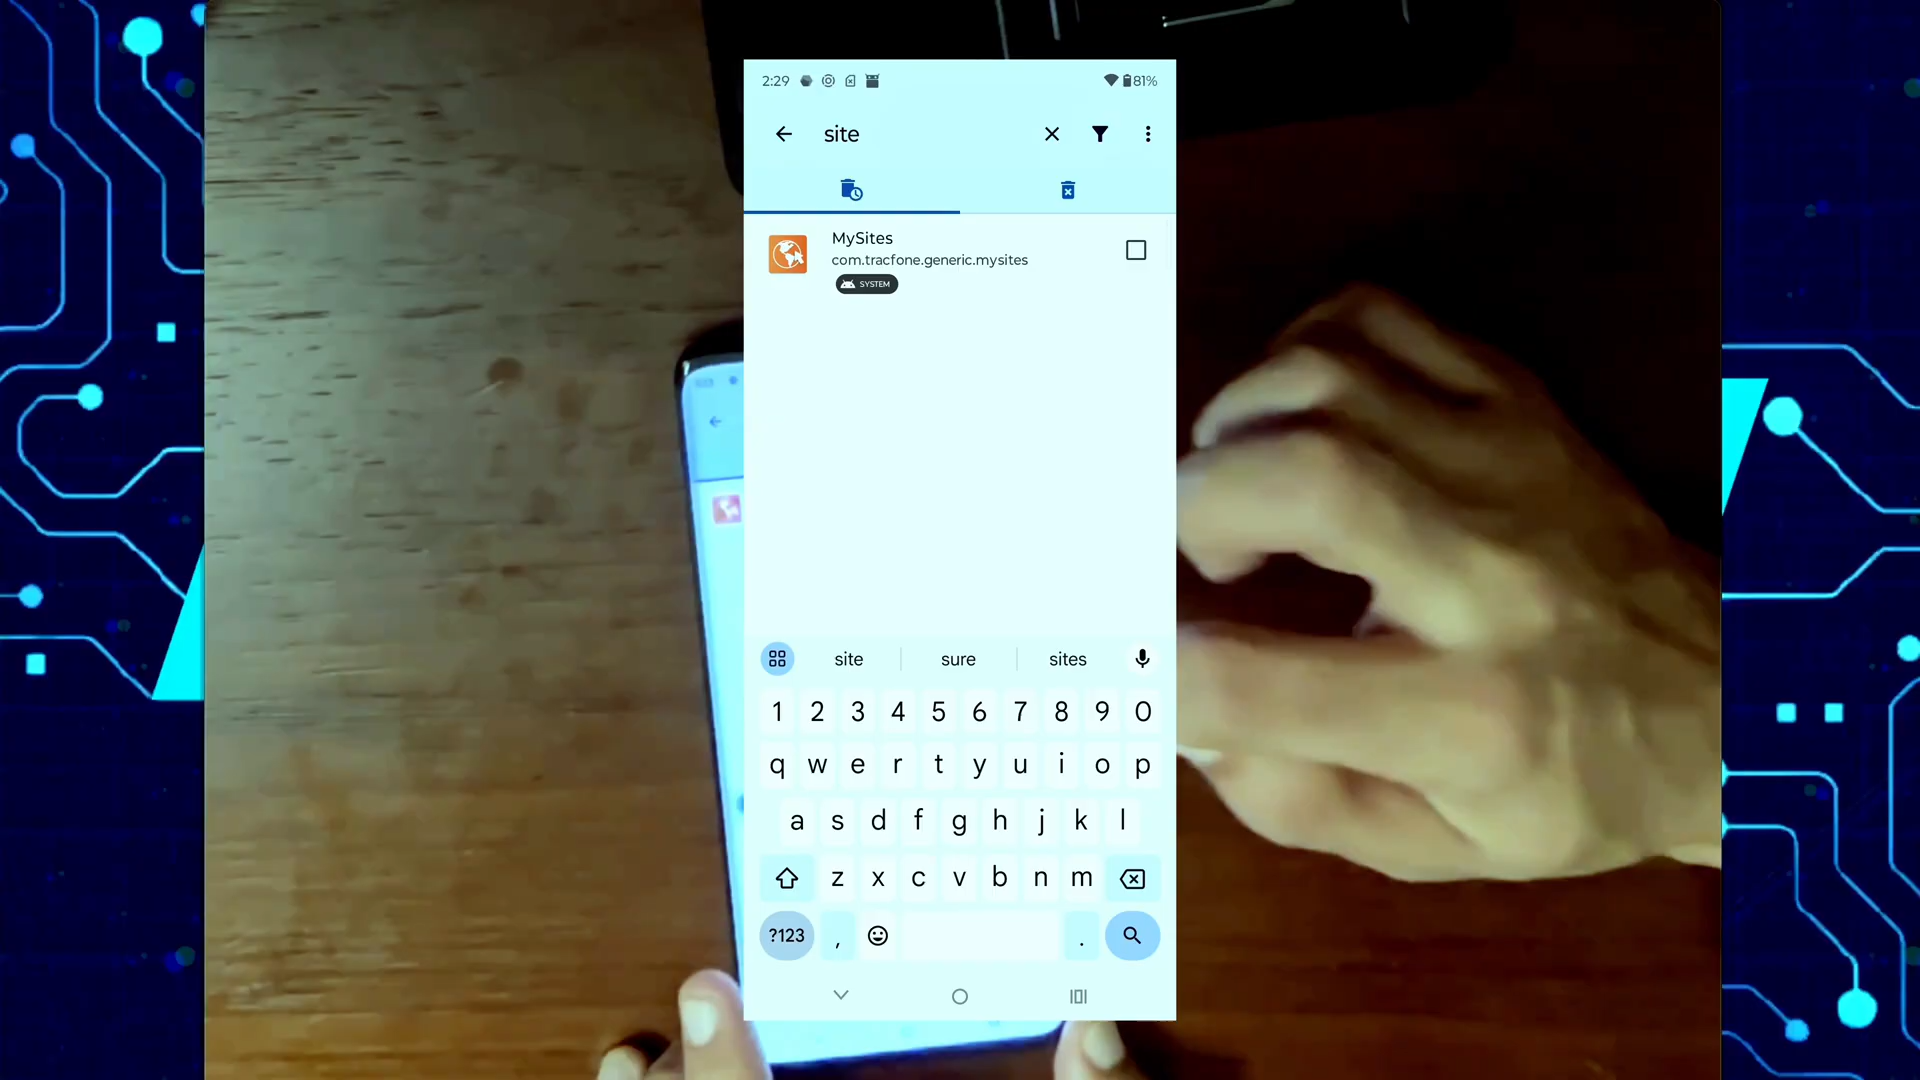 2:29
81%
site
MySites
com.tracfone.generic.mysites
SYSTEM
site sure sites
1 2 3 4 5 6 7 8 9 0
q w e r t y u i o p
a s d f g h j k l
z x c v b n m
?123 , .